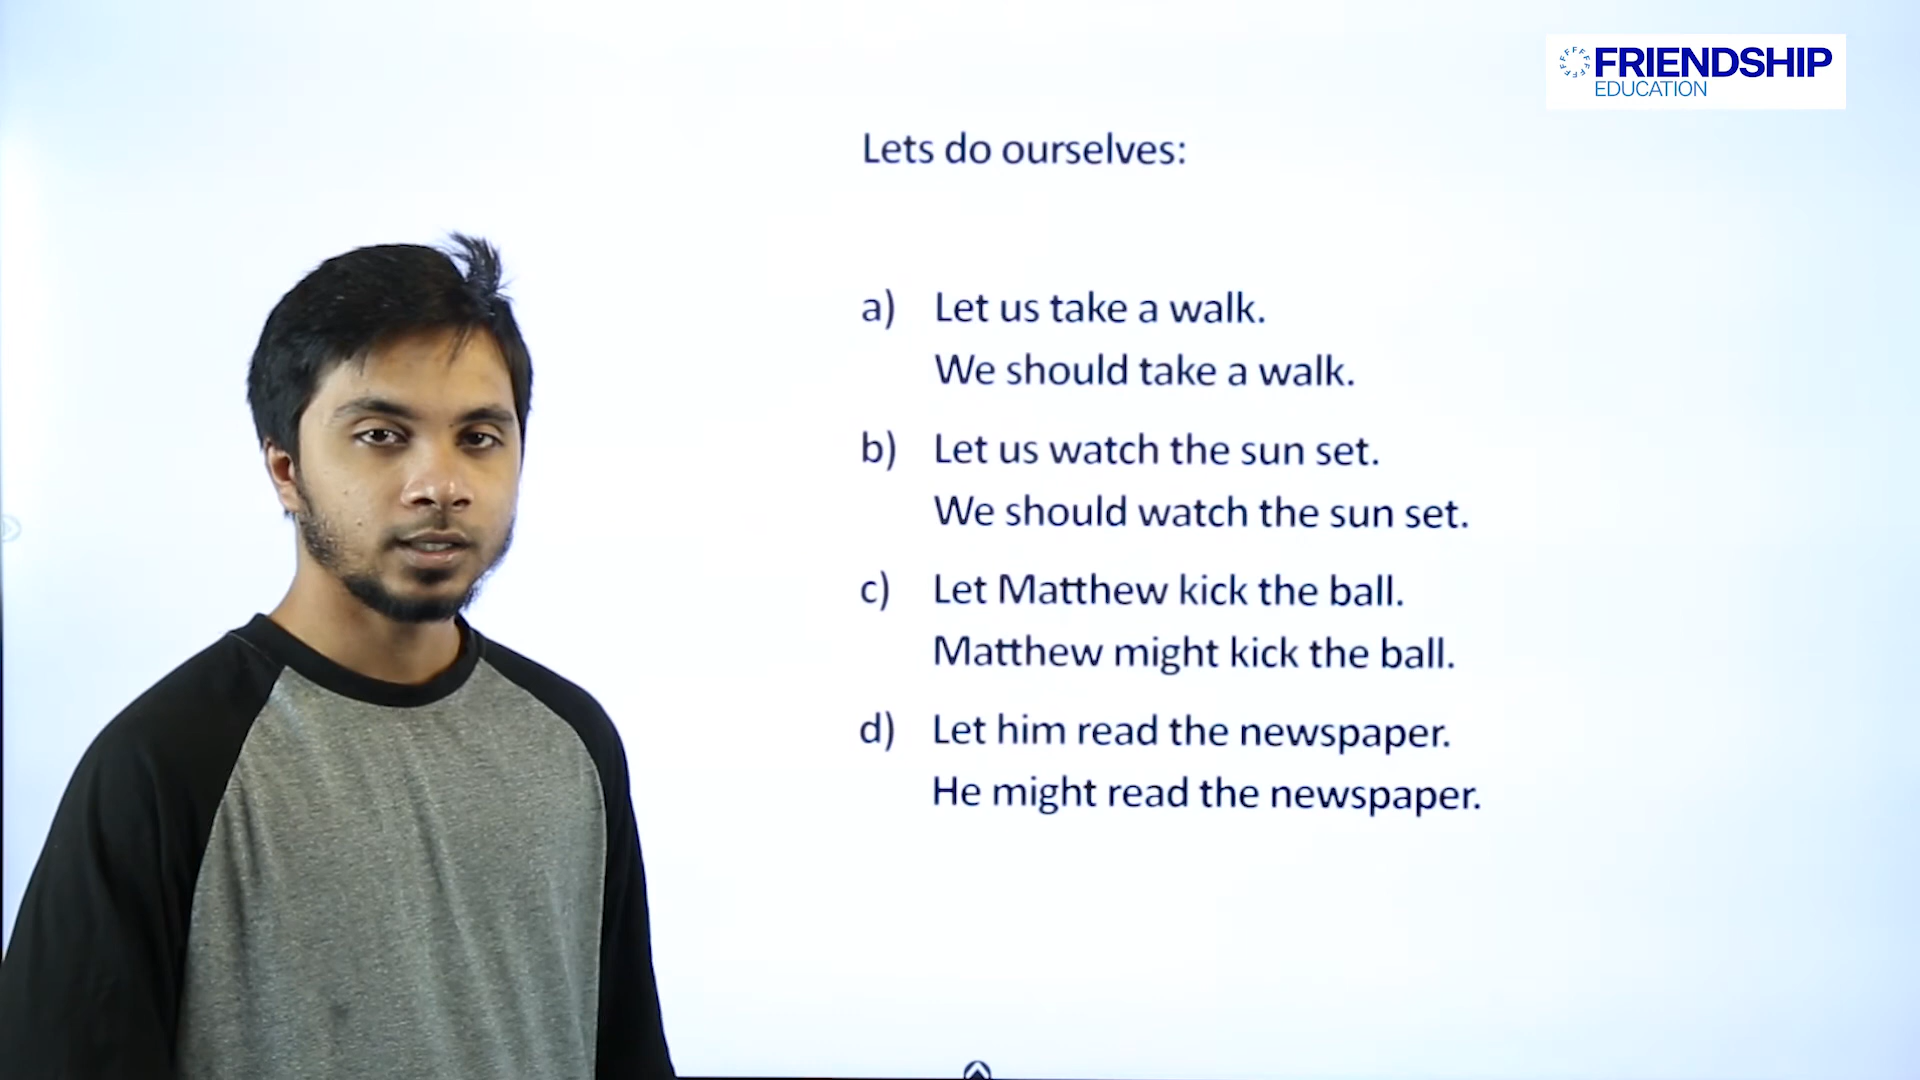 FRIENDSHIP
EDUCATION
Lets do ourselves:
a) Let us take a walk.
We should take a walk.
b) Let us watch the sun set.
We should watch the sun set.
c) Let Matthew kick the ball.
Matthew might kick the ball.
d) Let him read the newspaper.
He might read the newspaper.